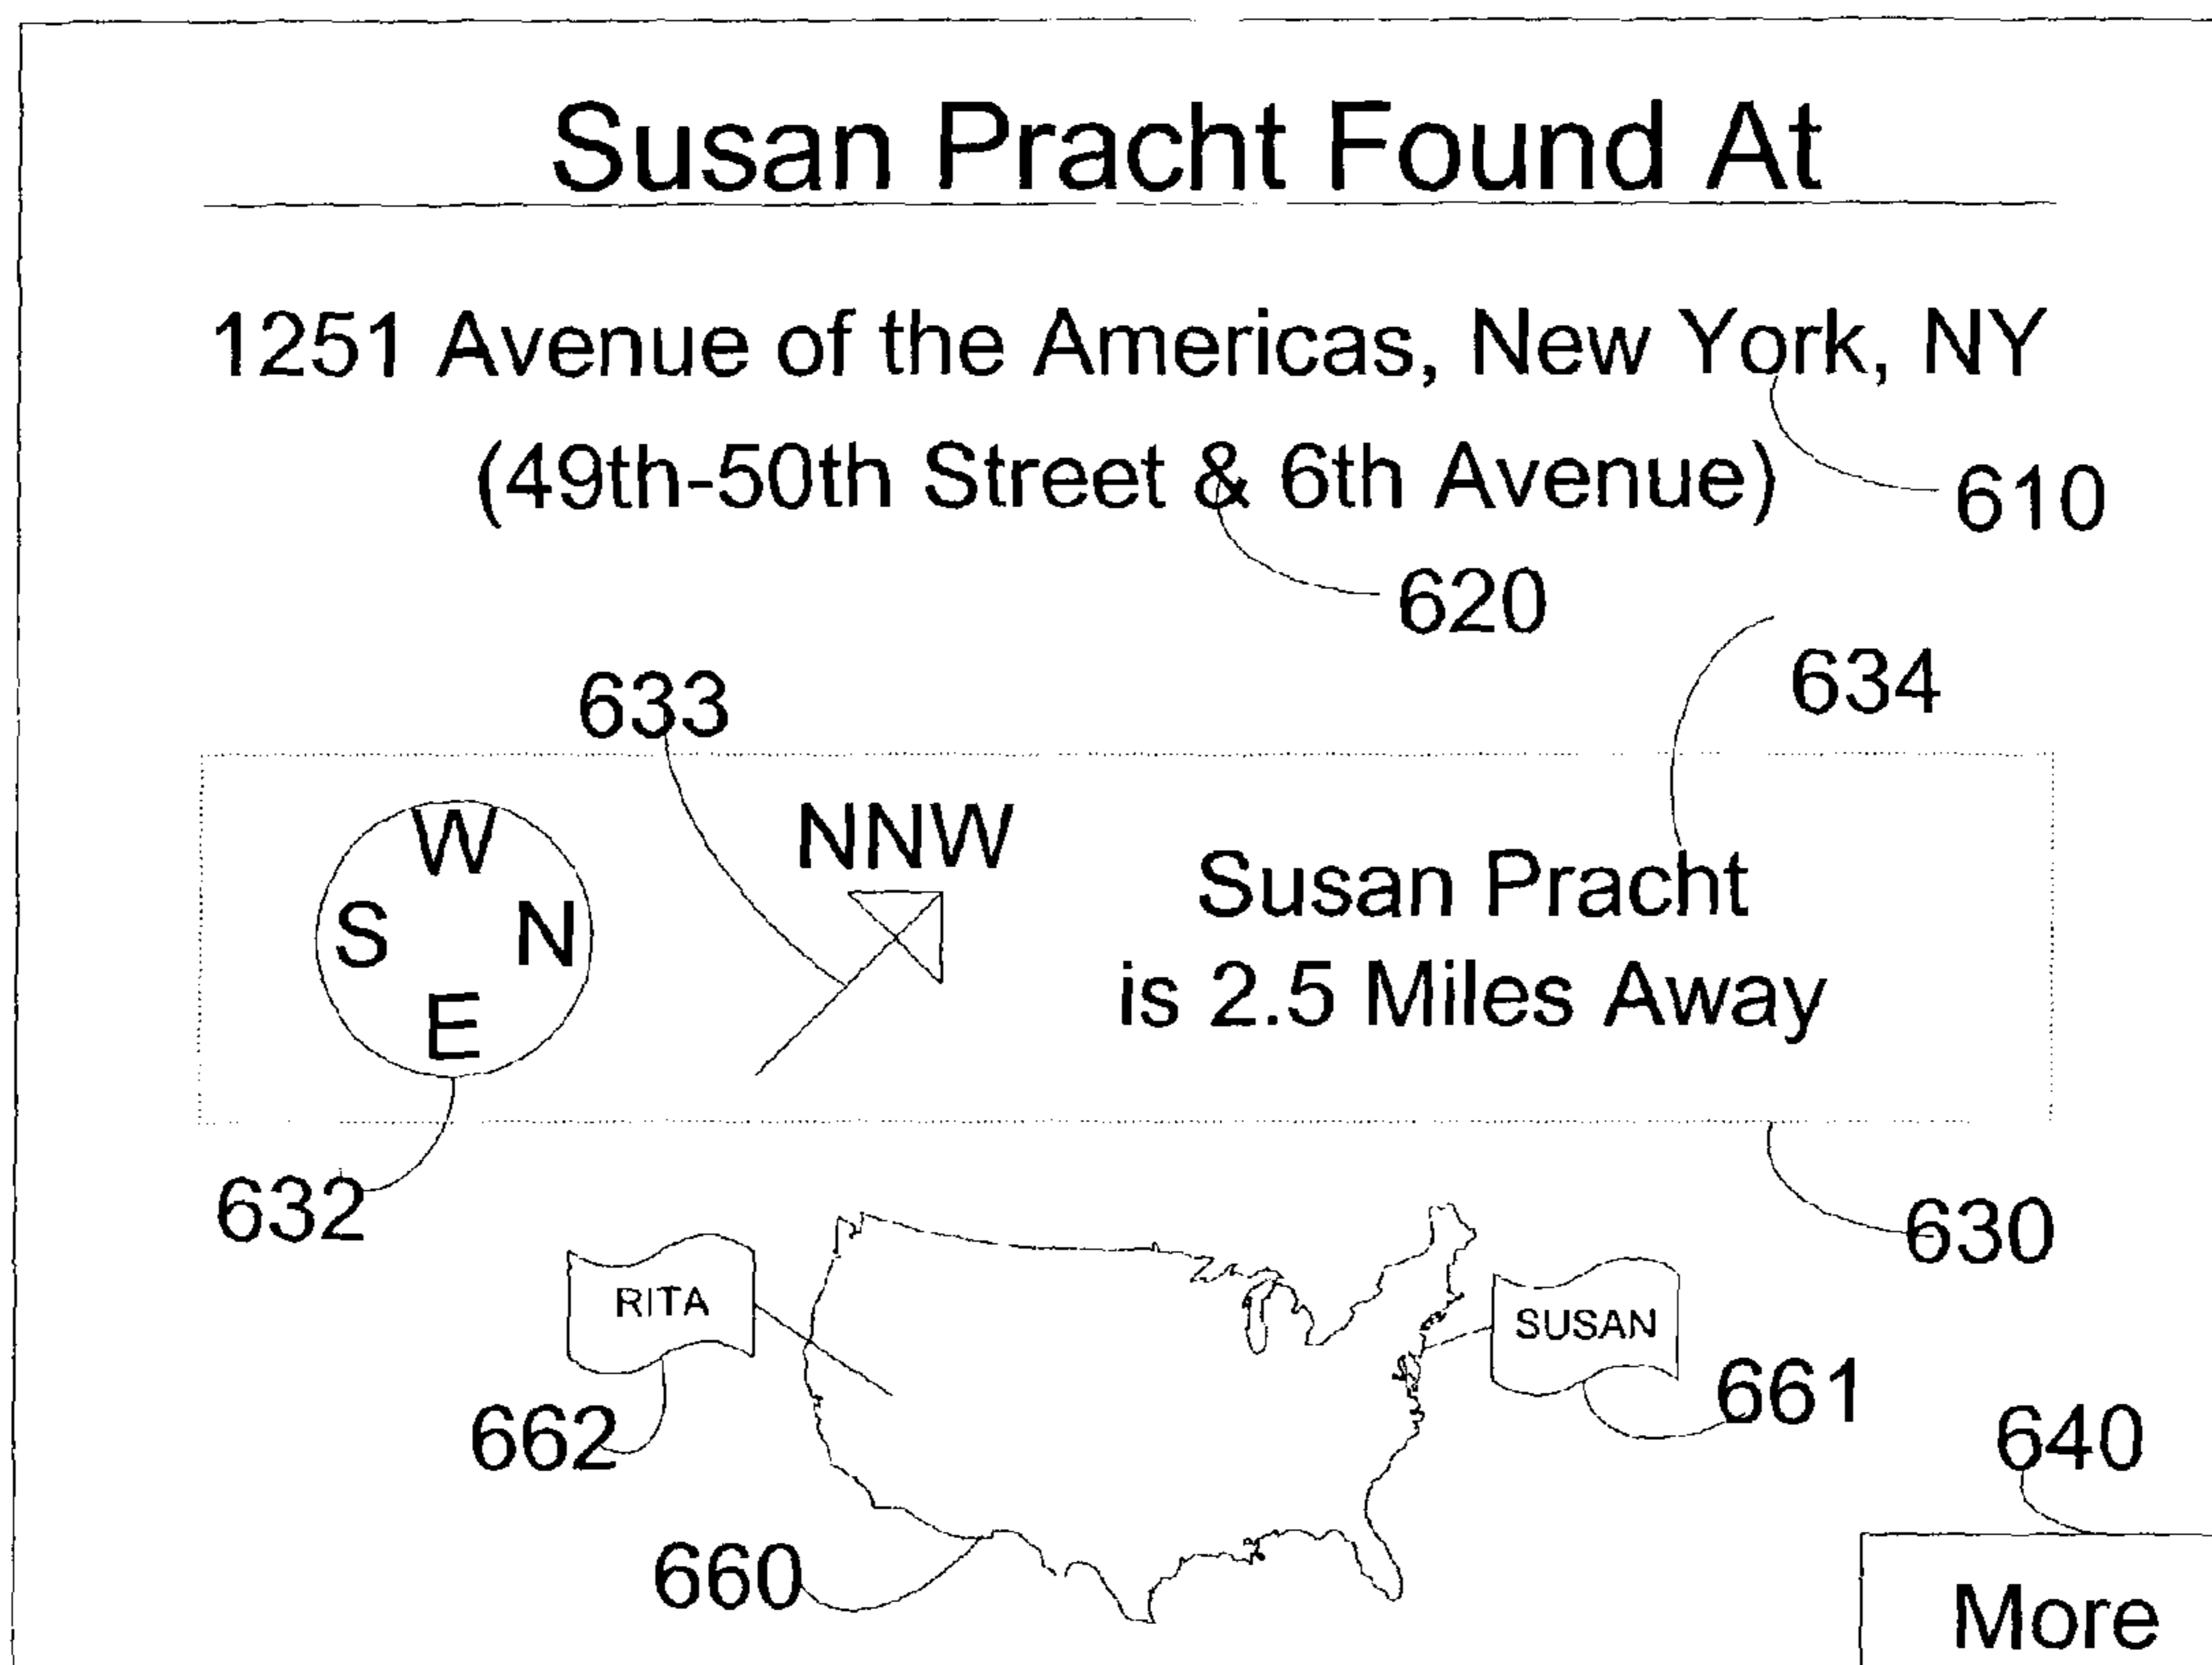 Susan Pracht Found At
1251 Avenue of the Americas, New York, NY
(49th-50th Street & 6th Avenue)
610
620
634
633
NNW
W
S N
E
Susan Pracht
is 2.5 Miles Away
632
630
RITA
SUSAN
661
662
640
660
More